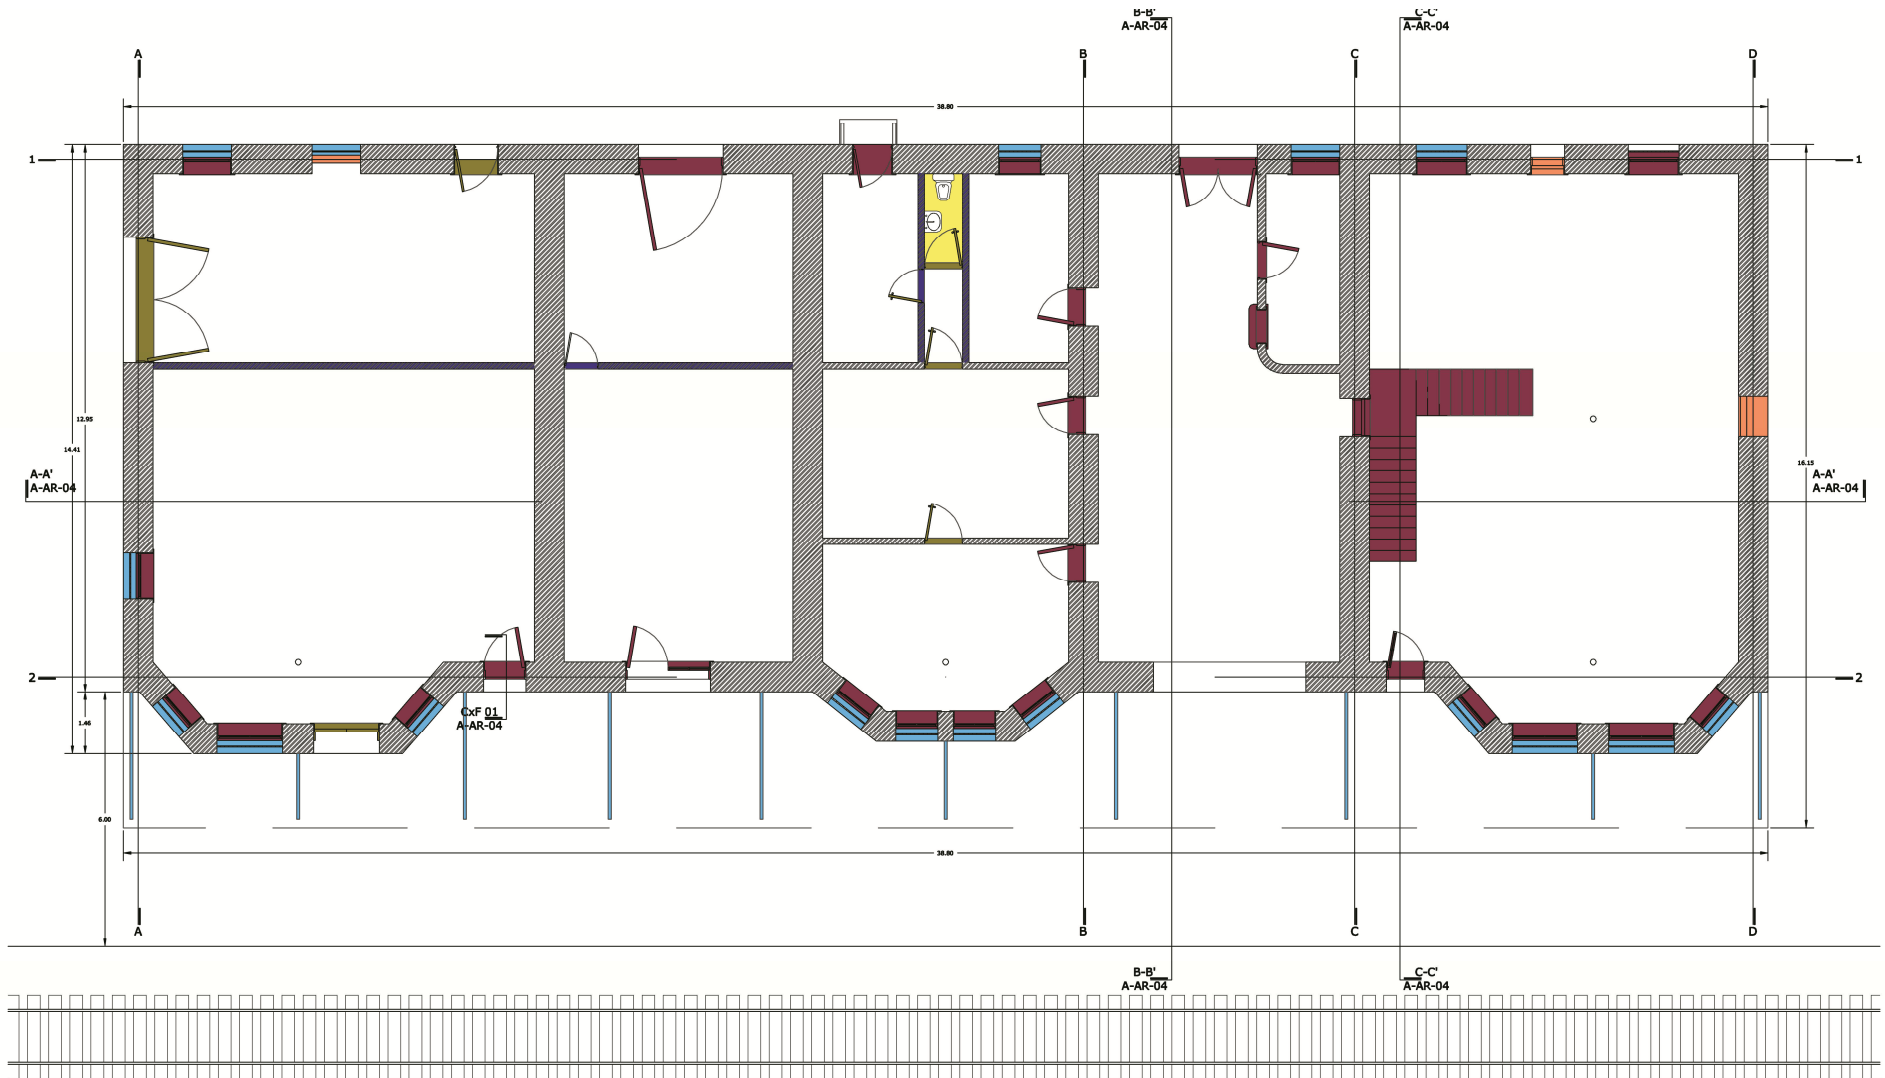 B-B'
A-AR-04
C-C'
A-AR-04
A
B
C
D
38.80
1
1
12.95
14.41
16.15
A-A'
A-AR-04
A-A'
A-AR-04
2
2
1.46
CxF 01
A-AR-04
6.00
38.80
A
B
C
D
B-B'
A-AR-04
C-C'
A-AR-04